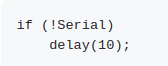 if (!Serial)
    delay(10);